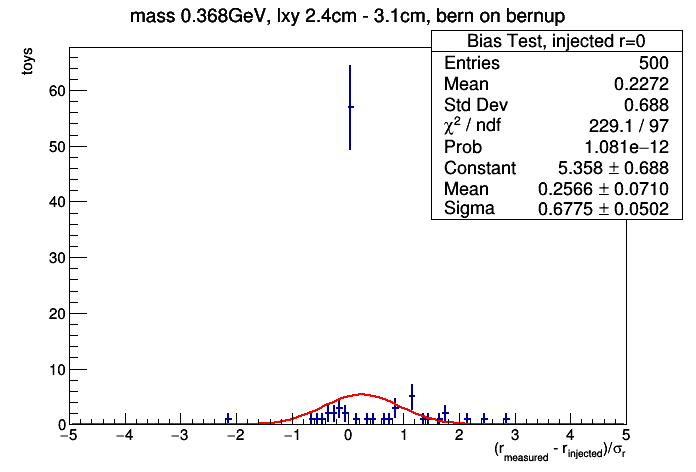 mass 0.368GeV, lxy 2.4cm - 3.1cm, bern on bernup
Bias Test, injected r=0
Entries 500
Mean 0.2272
Std Dev 0.688
χ² / ndf 229.1 / 97
Prob 1.081e−12
Constant 5.358 ± 0.688
Mean 0.2566 ± 0.0710
Sigma 0.6775 ± 0.0502
toys
60
50
40
30
20
10
0
−5 −4 −3 −2 −1 0 1 2 3 4 5
(r_measured - r_injected)/σ_r